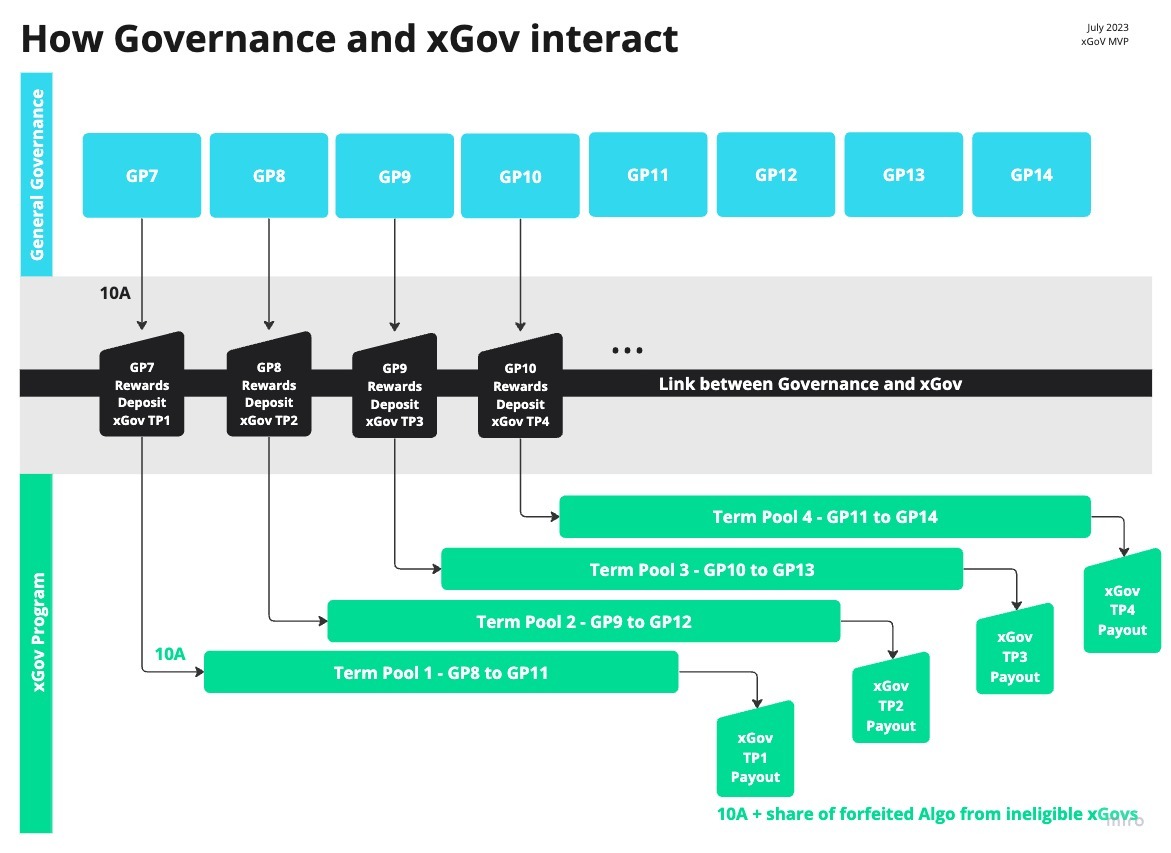 How Governance and xGov interact
July 2023
xGoV MVP
General Governance
GP7
GP8
GP9
GP10
GP11
GP12
GP13
GP14
10A
GP7
Rewards
Deposit
xGov TP1
GP8
Rewards
Deposit
xGov TP2
GP9
Rewards
Deposit
xGov TP3
GP10
Rewards
Deposit
xGov TP4
...
Link between Governance and xGov
xGov Program
Term Pool 4 - GP11 to GP14
Term Pool 3 - GP10 to GP13
Term Pool 2 - GP9 to GP12
10A
Term Pool 1 - GP8 to GP11
xGov
TP4
Payout
xGov
TP3
Payout
xGov
TP2
Payout
xGov
TP1
Payout
10A + share of forfeited Algo from ineligible xGovs
miro